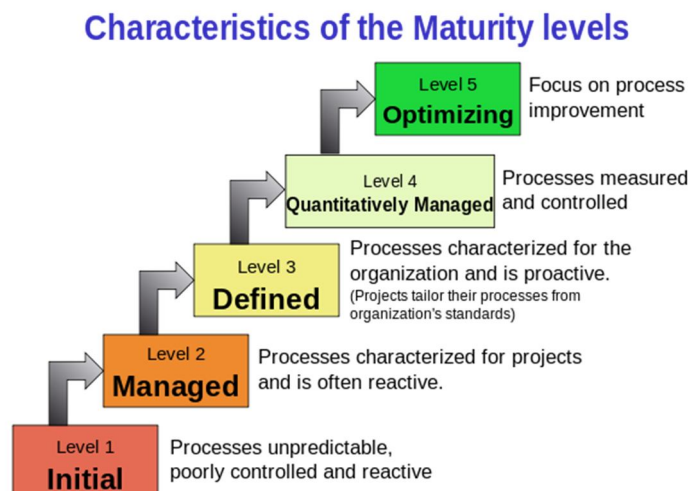 Characteristics of the Maturity levels
Level 5
Optimizing
Focus on process
improvement
Level 4
Quantitatively Managed
Processes measured
and controlled
Level 3
Defined
Processes characterized for the
organization and is proactive.
(Projects tailor their processes from
organization's standards)
Level 2
Managed
Processes characterized for projects
and is often reactive.
Level 1
Initial
Processes unpredictable,
poorly controlled and reactive